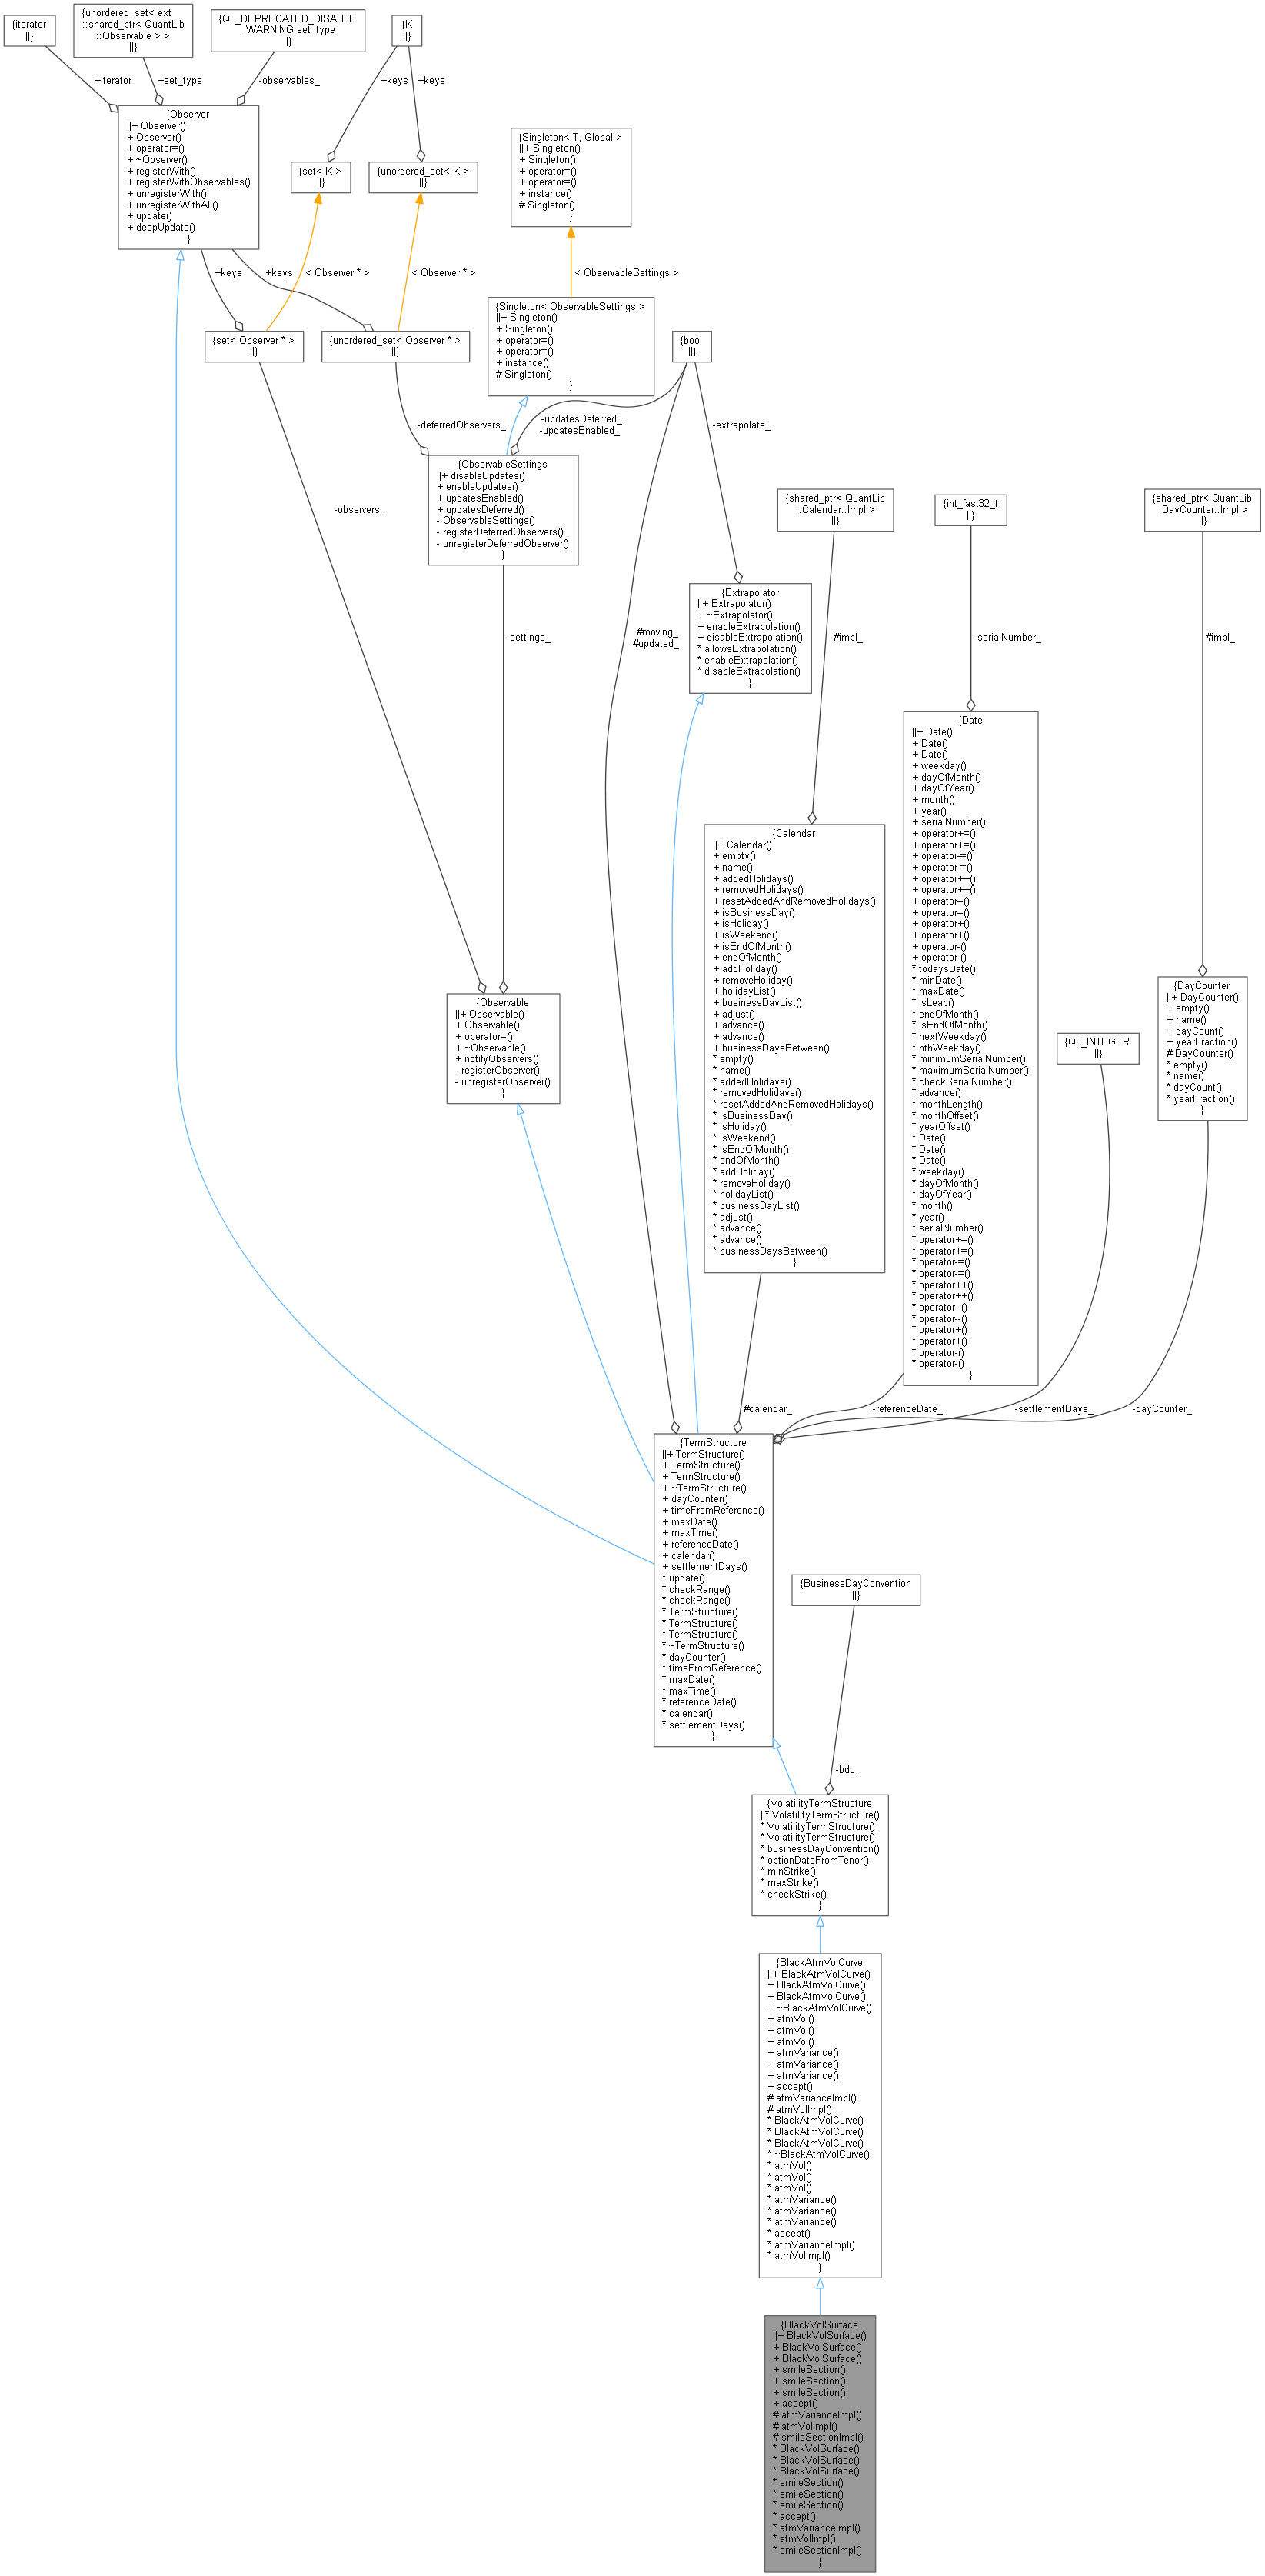 {iterator
||}
{unordered_set< ext
::shared_ptr< QuantLib
::Observable > >
||}
{QL_DEPRECATED_DISABLE
_WARNING set_type
||}
{K
||}
+iterator
+set_type
-observables_
+keys
+keys
{Observer
||+ Observer()
+ Observer()
+ operator=()
+ ~Observer()
+ registerWith()
+ registerWithObservables()
+ unregisterWith()
+ unregisterWithAll()
+ update()
+ deepUpdate()
}
{set< K >
||}
{unordered_set< K >
||}
{Singleton< T, Global >
||+ Singleton()
+ Singleton()
+ operator=()
+ operator=()
+ instance()
# Singleton()
}
+keys
+keys
< Observer * >
< Observer * >
< ObservableSettings >
{set< Observer * >
||}
{unordered_set< Observer * >
||}
{Singleton< ObservableSettings >
||+ Singleton()
+ Singleton()
+ operator=()
+ operator=()
+ instance()
# Singleton()
}
{bool
||}
-deferredObservers_
-updatesDeferred_
-updatesEnabled_
-extrapolate_
{ObservableSettings
||+ disableUpdates()
+ enableUpdates()
+ updatesEnabled()
+ updatesDeferred()
- ObservableSettings()
- registerDeferredObservers()
- unregisterDeferredObserver()
}
-observers_
{shared_ptr< QuantLib
::Calendar::Impl >
||}
{int_fast32_t
||}
{shared_ptr< QuantLib
::DayCounter::Impl >
||}
-settings_
#moving_
#updated_
{Extrapolator
||+ Extrapolator()
+ ~Extrapolator()
+ enableExtrapolation()
+ disableExtrapolation()
* allowsExtrapolation()
* enableExtrapolation()
* disableExtrapolation()
}
#impl_
-serialNumber_
#impl_
{Date
||+ Date()
+ Date()
+ Date()
+ weekday()
+ dayOfMonth()
+ dayOfYear()
+ month()
+ year()
+ serialNumber()
+ operator+=()
+ operator+=()
+ operator-=()
+ operator-=()
+ operator++()
+ operator++()
+ operator--()
+ operator--()
+ operator+()
+ operator+()
+ operator-()
+ operator-()
* todaysDate()
* minDate()
* maxDate()
* isLeap()
* endOfMonth()
* isEndOfMonth()
* nextWeekday()
* nthWeekday()
* minimumSerialNumber()
* maximumSerialNumber()
* checkSerialNumber()
* advance()
* monthLength()
* monthOffset()
* yearOffset()
* Date()
* Date()
* Date()
* weekday()
* dayOfMonth()
* dayOfYear()
* month()
* year()
* serialNumber()
* operator+=()
* operator+=()
* operator-=()
* operator-=()
* operator++()
* operator++()
* operator--()
* operator--()
* operator+()
* operator+()
* operator-()
* operator-()
}
{Calendar
||+ Calendar()
+ empty()
+ name()
+ addedHolidays()
+ removedHolidays()
+ resetAddedAndRemovedHolidays()
+ isBusinessDay()
+ isHoliday()
+ isWeekend()
+ isEndOfMonth()
+ endOfMonth()
+ addHoliday()
+ removeHoliday()
+ holidayList()
+ businessDayList()
+ adjust()
+ advance()
+ advance()
+ businessDaysBetween()
* empty()
* name()
* addedHolidays()
* removedHolidays()
* resetAddedAndRemovedHolidays()
* isBusinessDay()
* isHoliday()
* isWeekend()
* isEndOfMonth()
* endOfMonth()
* addHoliday()
* removeHoliday()
* holidayList()
* businessDayList()
* adjust()
* advance()
* advance()
* businessDaysBetween()
}
{Observable
||+ Observable()
+ Observable()
+ operator=()
+ ~Observable()
+ notifyObservers()
- registerObserver()
- unregisterObserver()
}
{QL_INTEGER
||}
{DayCounter
||+ DayCounter()
+ empty()
+ name()
+ dayCount()
+ yearFraction()
# DayCounter()
* empty()
* name()
* dayCount()
* yearFraction()
}
#calendar_
-referenceDate_
-settlementDays_
-dayCounter_
{TermStructure
||+ TermStructure()
+ TermStructure()
+ TermStructure()
+ ~TermStructure()
+ dayCounter()
+ timeFromReference()
+ maxDate()
+ maxTime()
+ referenceDate()
+ calendar()
+ settlementDays()
* update()
* checkRange()
* checkRange()
* TermStructure()
* TermStructure()
* TermStructure()
* ~TermStructure()
* dayCounter()
* timeFromReference()
* maxDate()
* maxTime()
* referenceDate()
* calendar()
* settlementDays()
}
{BusinessDayConvention
||}
-bdc_
{VolatilityTermStructure
||* VolatilityTermStructure()
* VolatilityTermStructure()
* VolatilityTermStructure()
* businessDayConvention()
* optionDateFromTenor()
* minStrike()
* maxStrike()
* checkStrike()
}
{BlackAtmVolCurve
||+ BlackAtmVolCurve()
+ BlackAtmVolCurve()
+ BlackAtmVolCurve()
+ ~BlackAtmVolCurve()
+ atmVol()
+ atmVol()
+ atmVol()
+ atmVariance()
+ atmVariance()
+ atmVariance()
+ accept()
# atmVarianceImpl()
# atmVolImpl()
* BlackAtmVolCurve()
* BlackAtmVolCurve()
* BlackAtmVolCurve()
* ~BlackAtmVolCurve()
* atmVol()
* atmVol()
* atmVol()
* atmVariance()
* atmVariance()
* atmVariance()
* accept()
* atmVarianceImpl()
* atmVolImpl()
}
{BlackVolSurface
||+ BlackVolSurface()
+ BlackVolSurface()
+ BlackVolSurface()
+ smileSection()
+ smileSection()
+ smileSection()
+ accept()
# atmVarianceImpl()
# atmVolImpl()
# smileSectionImpl()
* BlackVolSurface()
* BlackVolSurface()
* BlackVolSurface()
* smileSection()
* smileSection()
* smileSection()
* accept()
* atmVarianceImpl()
* atmVolImpl()
* smileSectionImpl()
}